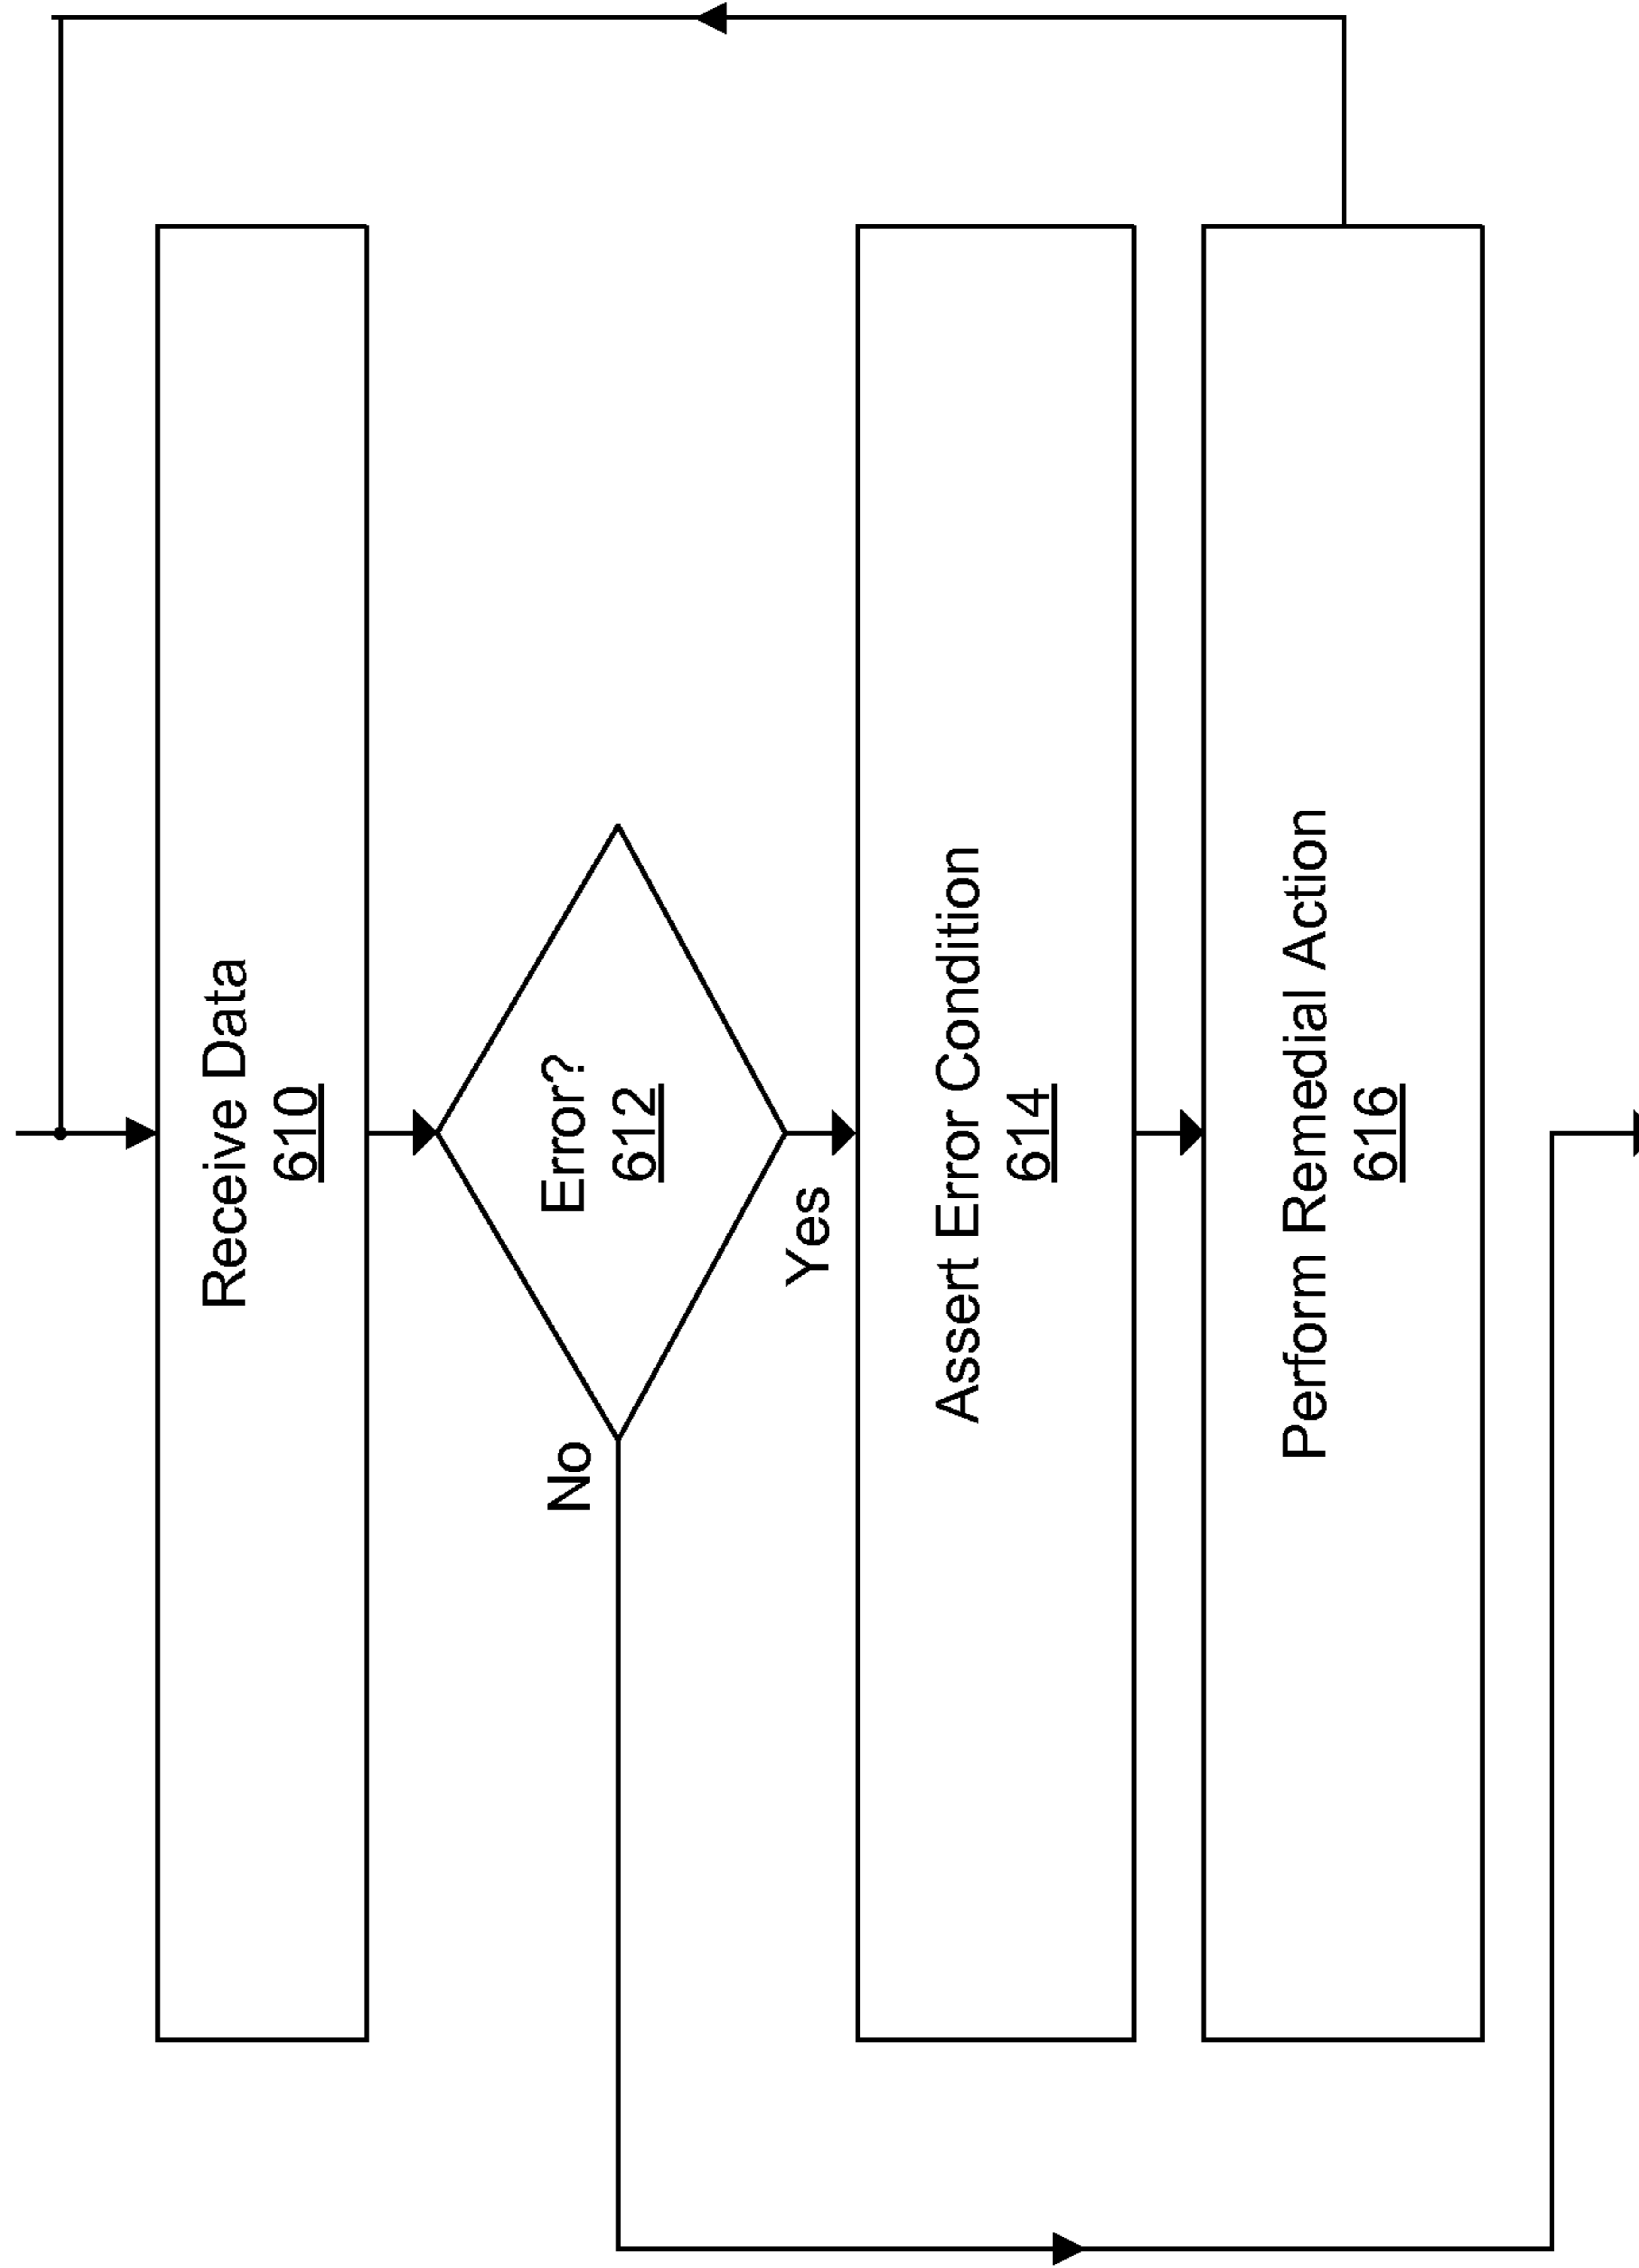 Receive Data
610
Error?
612
No
Yes
Assert Error Condition
614
Perform Remedial Action
616